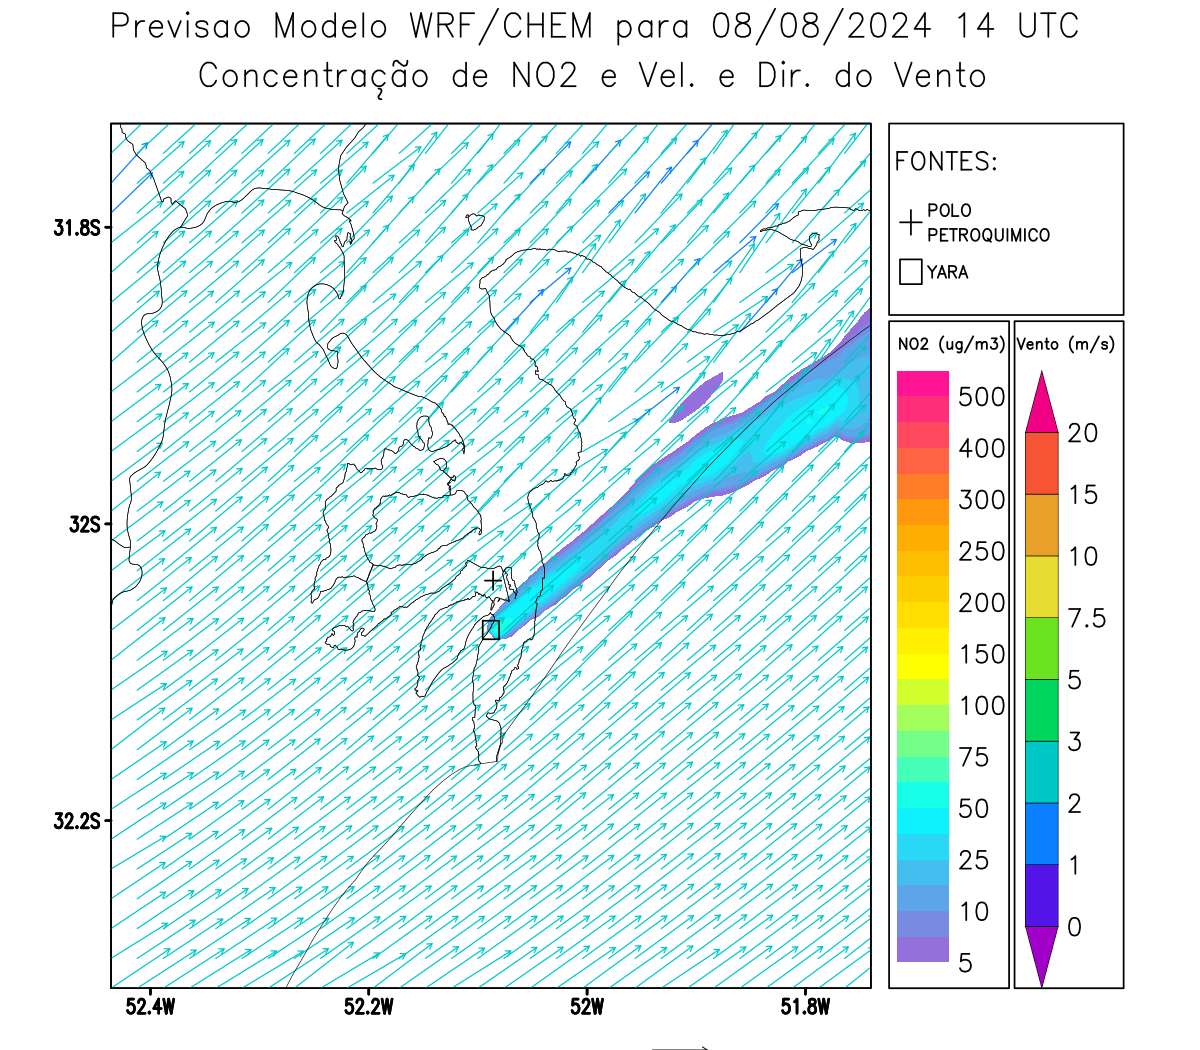 Previsao Modelo WRF/CHEM para 08/08/2024 14 UTC
Concentração de NO2 e Vel. e Dir. do Vento
FONTES:
POLO
PETROQUIMICO
YARA
31.8S
32S
32.2S
52.4W
52.2W
52W
51.8W
NO2 (ug/m3)
500
400
300
250
200
150
100
75
50
25
10
5
Vento (m/s)
20
15
10
7.5
5
3
2
1
0